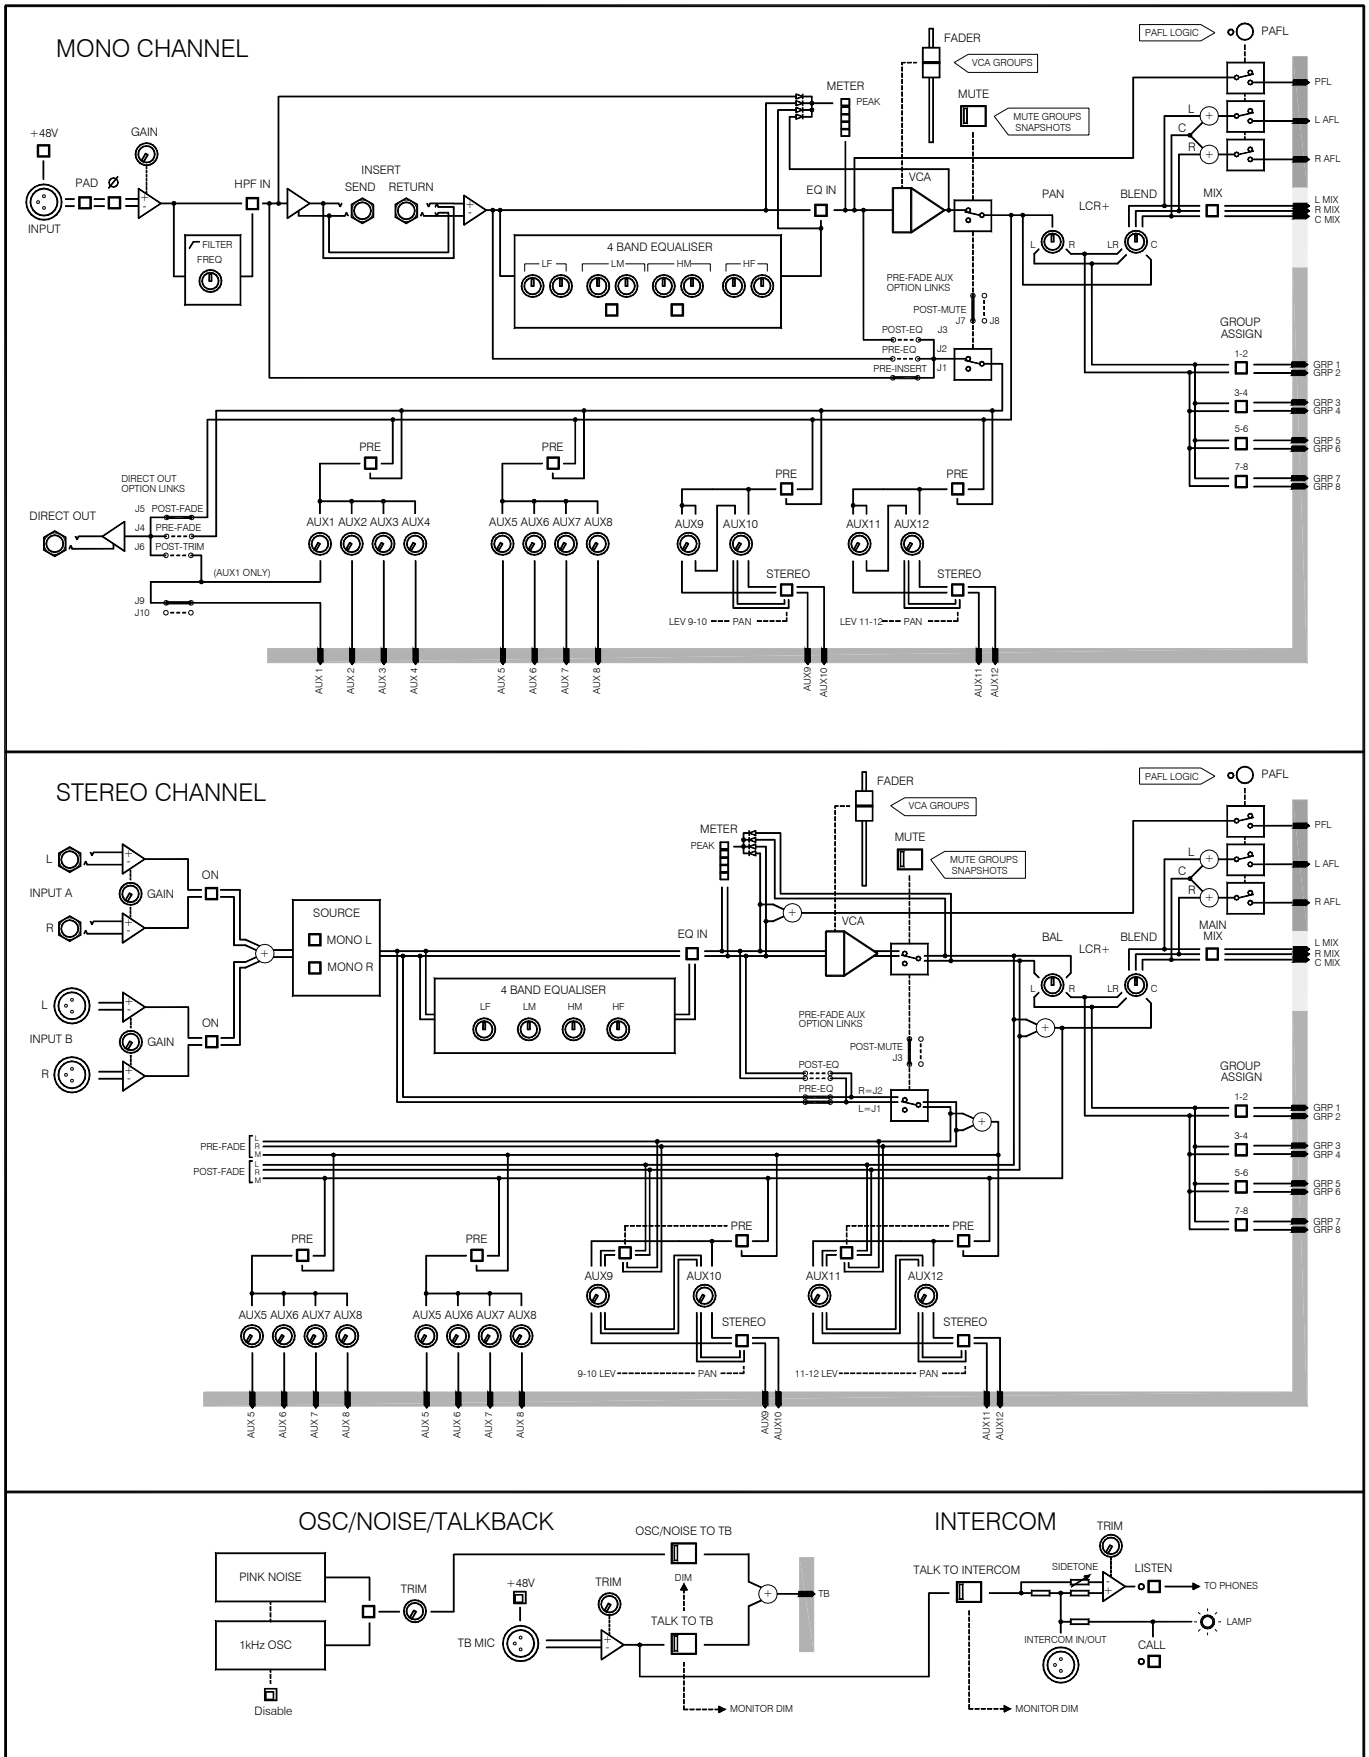 MONO CHANNEL
PAFL LOGIC
PAFL
FADER
VCA GROUPS
METER
PEAK
MUTE
MUTE GROUPS
SNAPSHOTS
PFL
L
C
R
+
+
L AFL
R AFL
+48V
GAIN
PAD Ø
HPF IN
INSERT
SEND RETURN
+
-
+
-
INPUT
FILTER
FREQ
EQ IN
VCA
PAN
LCR+
BLEND
MIX
L MIX
R MIX
C MIX
L R
LR C
4 BAND EQUALISER
LF LM HM HF
PRE-FADE AUX
OPTION LINKS
POST-MUTE
J7 J8
POST-EQ J3
PRE-EQ J2
PRE-INSERT J1
GROUP
ASSIGN
1-2
GRP 1
GRP 2
3-4
GRP 3
GRP 4
5-6
GRP 5
GRP 6
7-8
GRP 7
GRP 8
PRE
PRE
PRE
PRE
DIRECT OUT
OPTION LINKS
J5 POST-FADE
J4 PRE-FADE
J6 POST-TRIM
DIRECT OUT
(AUX1 ONLY)
J9
J10
AUX1 AUX2 AUX3 AUX4
AUX5 AUX6 AUX7 AUX8
AUX9 AUX10
AUX11 AUX12
STEREO
STEREO
LEV 9-10 PAN
LEV 11-12 PAN
AUX 1
AUX 2
AUX 3
AUX 4
AUX 5
AUX 6
AUX 7
AUX 8
AUX9
AUX10
AUX11
AUX12
STEREO CHANNEL
PAFL LOGIC
PAFL
FADER
VCA GROUPS
METER
PEAK
MUTE
MUTE GROUPS
SNAPSHOTS
PFL
L
C
R
+
+
L AFL
R AFL
L
+
-
INPUT A
GAIN
ON
R
+
-
SOURCE
MONO L
MONO R
+
L
+
-
INPUT B
GAIN
ON
R
+
-
EQ IN
+
VCA
BAL
LCR+
BLEND
MAIN
MIX
L MIX
R MIX
C MIX
L R
LR C
+
4 BAND EQUALISER
LF LM HM HF
PRE-FADE AUX
OPTION LINKS
POST-MUTE
J3
POST-EQ
PRE-EQ
R=J2
L=J1
+
GROUP
ASSIGN
1-2
GRP 1
GRP 2
3-4
GRP 3
GRP 4
5-6
GRP 5
GRP 6
7-8
GRP 7
GRP 8
PRE-FADE
L
R
M
POST-FADE
L
R
M
PRE
PRE
PRE
PRE
AUX9 AUX10
AUX11 AUX12
AUX5 AUX6 AUX7 AUX8
AUX5 AUX6 AUX7 AUX8
STEREO
STEREO
9-10 LEV PAN
11-12 LEV PAN
AUX 5
AUX 6
AUX 7
AUX 8
AUX 5
AUX 6
AUX 7
AUX 8
AUX9
AUX10
AUX11
AUX12
OSC/NOISE/TALKBACK
PINK NOISE
1kHz OSC
Disable
TRIM
+48V
TB MIC
TRIM
+
-
OSC/NOISE TO TB
DIM
TALK TO TB
+
TB
MONITOR DIM
INTERCOM
TALK TO INTERCOM
SIDETONE
TRIM
-
+
LISTEN
TO PHONES
LAMP
INTERCOM IN/OUT
CALL
MONITOR DIM